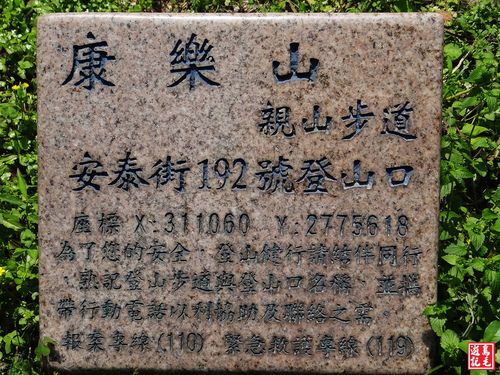 康樂山
親山步道
安泰街192號登山口
座標 X:311060 Y:2775618
為了您的安全，登山健行請結伴同行
，熟記登山步道與登山口名稱，並攜
帶行動電話以利協助及聯絡之需。
報案專線(110) 緊急救護專線(119)